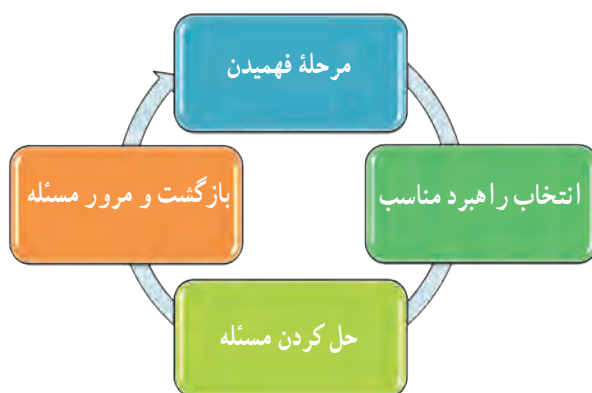 مرحلهٔ فهمیدن
انتخاب راهبرد مناسب
حل کردن مسئله
بازگشت و مرور مسئله